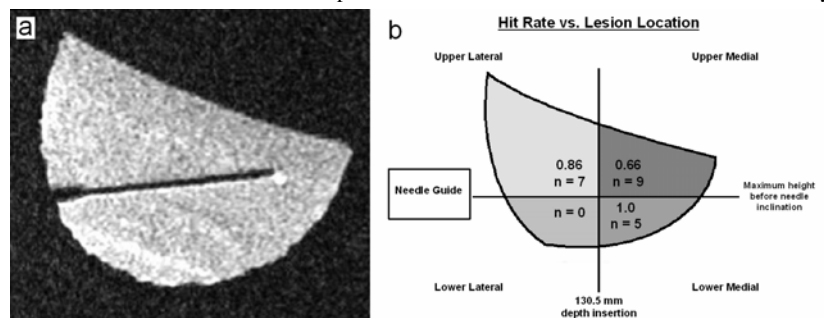 a
b
Hit Rate vs. Lesion Location
Upper Lateral
Upper Medial
0.86
n = 7
0.66
n = 9
Needle Guide
Maximum height
before needle
inclination
n = 0
1.0
n = 5
Lower Lateral
Lower Medial
130.5 mm
depth insertion